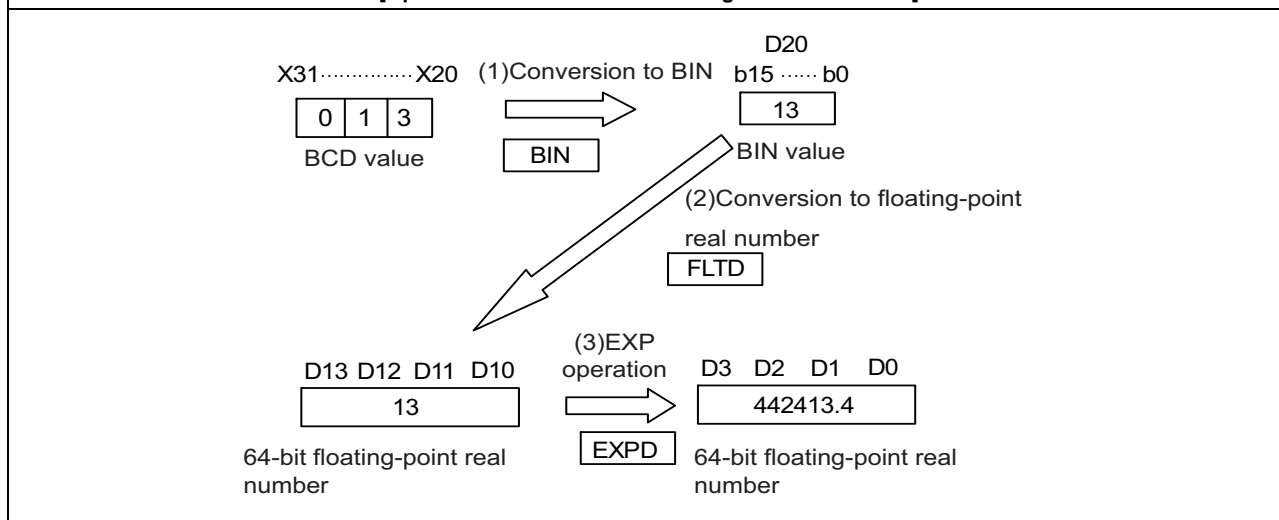 D20
X31 ............... X20 (1)Conversion to BIN b15 ...... b0
0 1 3
13
BCD value
BIN
BIN value
(2)Conversion to floating-point
real number
FLTD
(3)EXP
operation
D13 D12 D11 D10
D3 D2 D1 D0
13
442413.4
EXPD
64-bit floating-point real
number
64-bit floating-point real
number